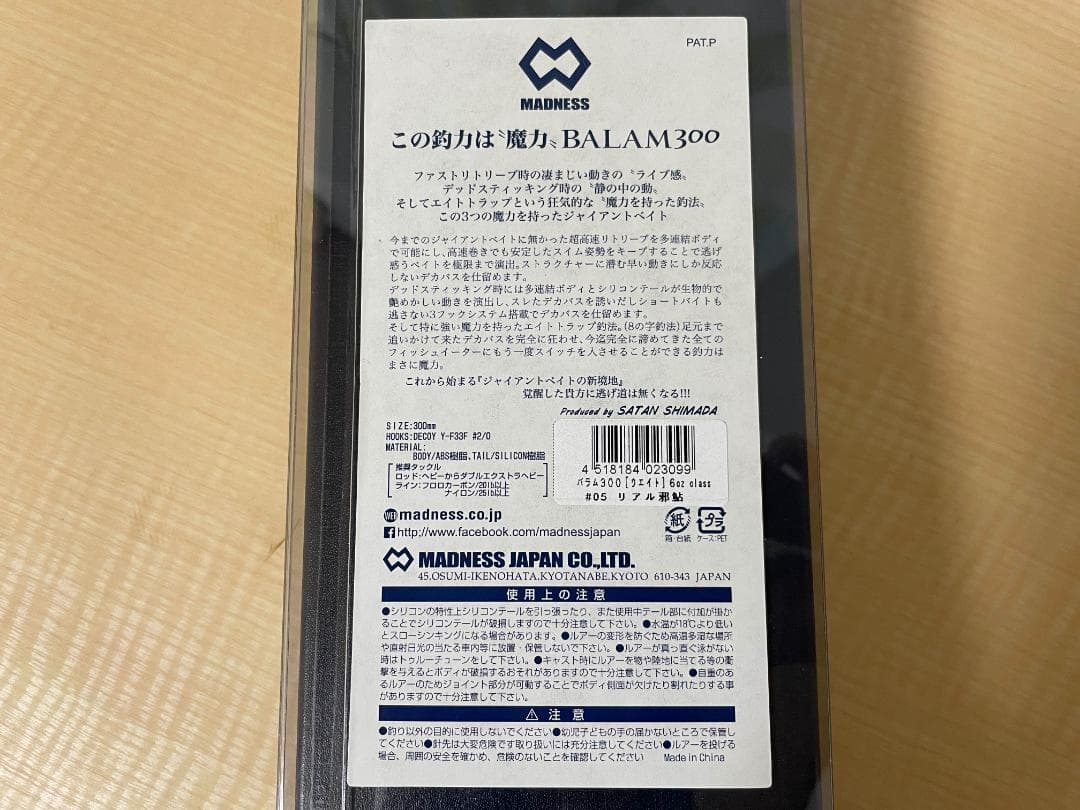 PAT.P
MADNESS
この釣力は〝魔力〟BALAM300
ファストリトリーブ時の凄まじい動きの〝ライブ感〟
デッドスティッキング時の〝静の中の動〟
そしてエイトトラップという狂気的な〝魔力を持った釣法〟
この3つの魔力を持ったジャイアントベイト
今までのジャイアントベイトに無かった超高速リトリーブを多連結ボディ
で可能にし、高速巻きでも安定したスイム姿勢をキープすることで逃げ
惑うベイトを極限まで演出。ストラクチャーに潜む早い動きにしか反応
しないデカバスを仕留めます。
デッドスティッキング時には多連結ボディとシリコンテールが生物的で
艶めかしい動きを演出し、スレたデカバスを誘いだしショートバイトも
逃さない3フックシステム搭載でデカバスを仕留めます。
そして特に強い魔力を持ったエイトトラップ釣法。(8の字釣法)足元まで
追いかけて来たデカバスを完全に狂わせ、今迄完全に諦めてきた全ての
フィッシュイーターにもう一度スイッチを入させることができる釣力は
まさに魔力。
これから始まる『ジャイアントベイトの新境地』
覚醒した貴方に逃げ道は無くなる!!!
Produced by SATAN SHIMADA
SIZE:300mm
HOOKS:DECOY Y-F33F #2/0
MATERIAL:
BODY/ABS樹脂、TAIL/SILICON樹脂
推奨タックル
ロッド:ヘビーからダブルエクストラヘビー
ライン:フロロカーボン/20lb以上
ナイロン/25lb以上
4 518184 023099
バラム300[ウエイト]6oz class
#05 リアル邪鮎
WEB madness.co.jp
http://www.facebook.com/madnessjapan
紙 プラ
箱・台紙 ケース:PET
MADNESS JAPAN CO.,LTD.
45,OSUMI-IKENOHATA,KYOTANABE,KYOTO 610-343 JAPAN
使用上の注意
●シリコンの特性上シリコンテールを引っ張ったり、また使用中テール部に付加が掛か
ることでシリコンテールが破損しますので十分注意して下さい。●水温が18℃より低い
とスローシンキングになる場合があります。●ルアーの変形を防ぐため高温多湿な場所
や直射日光の当たる車内等に放置・保管しないで下さい。●ルアーが真っ直ぐ泳がない
時はトゥルーチューンをして下さい。●キャスト時にルアーを物や陸地に当てる等の衝
撃を与えるとボディが破損するおそれがありますので十分注意して下さい。●自重のあ
るルアーのためジョイント部分が可動することでボディ側面が欠けたり割れたりする事
がありますので十分注意して下さい。
⚠ 注意
●釣り以外の目的に使用しないでください●幼児子どもの手の届かないところで保管し
てください●針先は大変危険です取り扱いには充分注意してください●ルアーを投げる
場合、周囲の安全を確かめ、危険のないことを確認してください Made in China